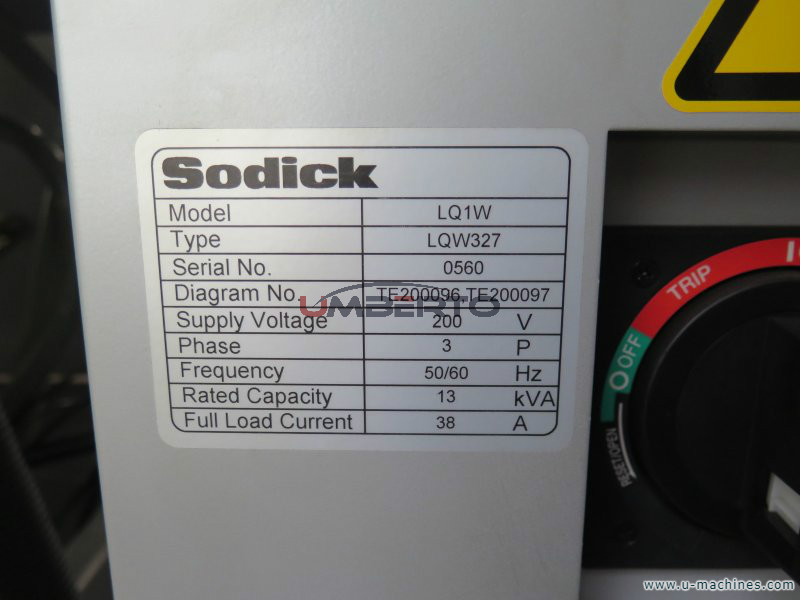 Sodick
Model LQ1W
Type LQW327
Serial No. 0560
Diagram No. TE200096,TE200097
UMBERTO
Supply Voltage 200 V
Phase 3 P
Frequency 50/60 Hz
Rated Capacity 13 kVA
Full Load Current 38 A
TRIP
OFF
RESET/OPEN
www.u-machines.com